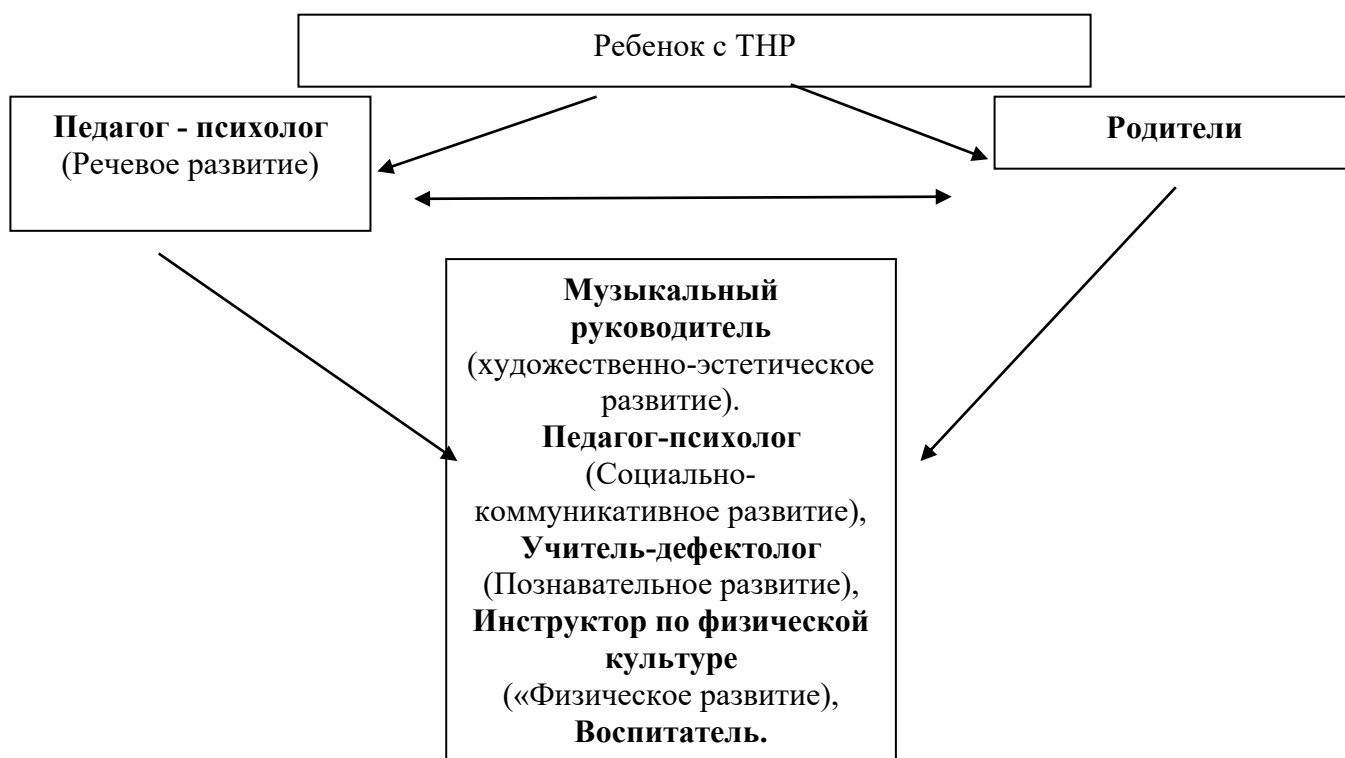 Ребенок с ТНР
Педагог - психолог
(Речевое развитие)
Родители
Музыкальный
руководитель
(художественно-эстетическое
развитие).
Педагог-психолог
(Социально-
коммуникативное развитие),
Учитель-дефектолог
(Познавательное развитие),
Инструктор по физической
культуре
(«Физическое развитие),
Воспитатель.